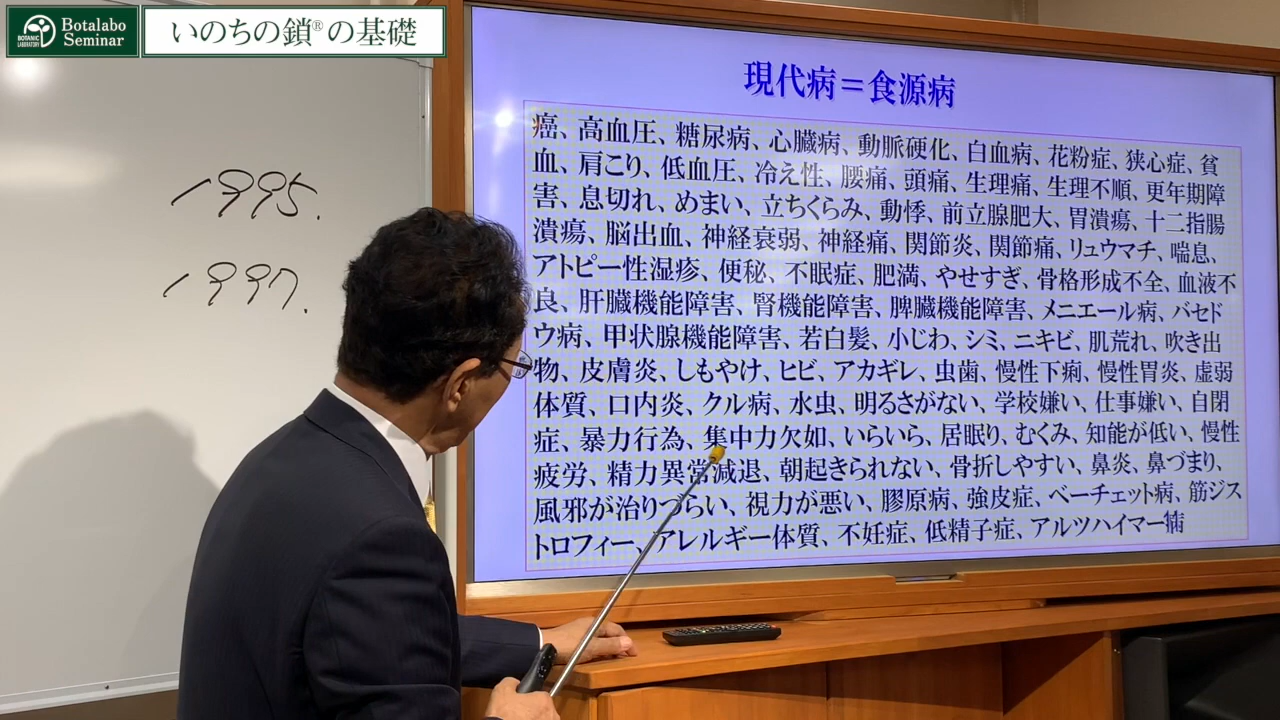 BOTANIC
LABORATORY
Botalabo
Seminar
いのちの鎖®の基礎
1995.
1997.
現代病＝食源病
癌、高血圧、糖尿病、心臓病、動脈硬化、白血病、花粉症、狭心症、貧
血、肩こり、低血圧、冷え性、腰痛、頭痛、生理痛、生理不順、更年期障
害、息切れ、めまい、立ちくらみ、動悸、前立腺肥大、胃潰瘍、十二指腸
潰瘍、脳出血、神経衰弱、神経痛、関節炎、関節痛、リュウマチ、喘息、
アトピー性湿疹、便秘、不眠症、肥満、やせすぎ、骨格形成不全、血液不
良、肝臓機能障害、腎機能障害、脾臓機能障害、メニエール病、バセド
ウ病、甲状腺機能障害、若白髪、小じわ、シミ、ニキビ、肌荒れ、吹き出
物、皮膚炎、しもやけ、ヒビ、アカギレ、虫歯、慢性下痢、慢性胃炎、虚弱
体質、口内炎、クル病、水虫、明るさがない、学校嫌い、仕事嫌い、自閉
症、暴力行為、集中力欠如、いらいら、居眠り、むくみ、知能が低い、慢性
疲労、精力異常減退、朝起きられない、骨折しやすい、鼻炎、鼻づまり、
風邪が治りづらい、視力が悪い、膠原病、強皮症、ベーチェット病、筋ジス
トロフィー、アレルギー体質、不妊症、低精子症、アルツハイマー病